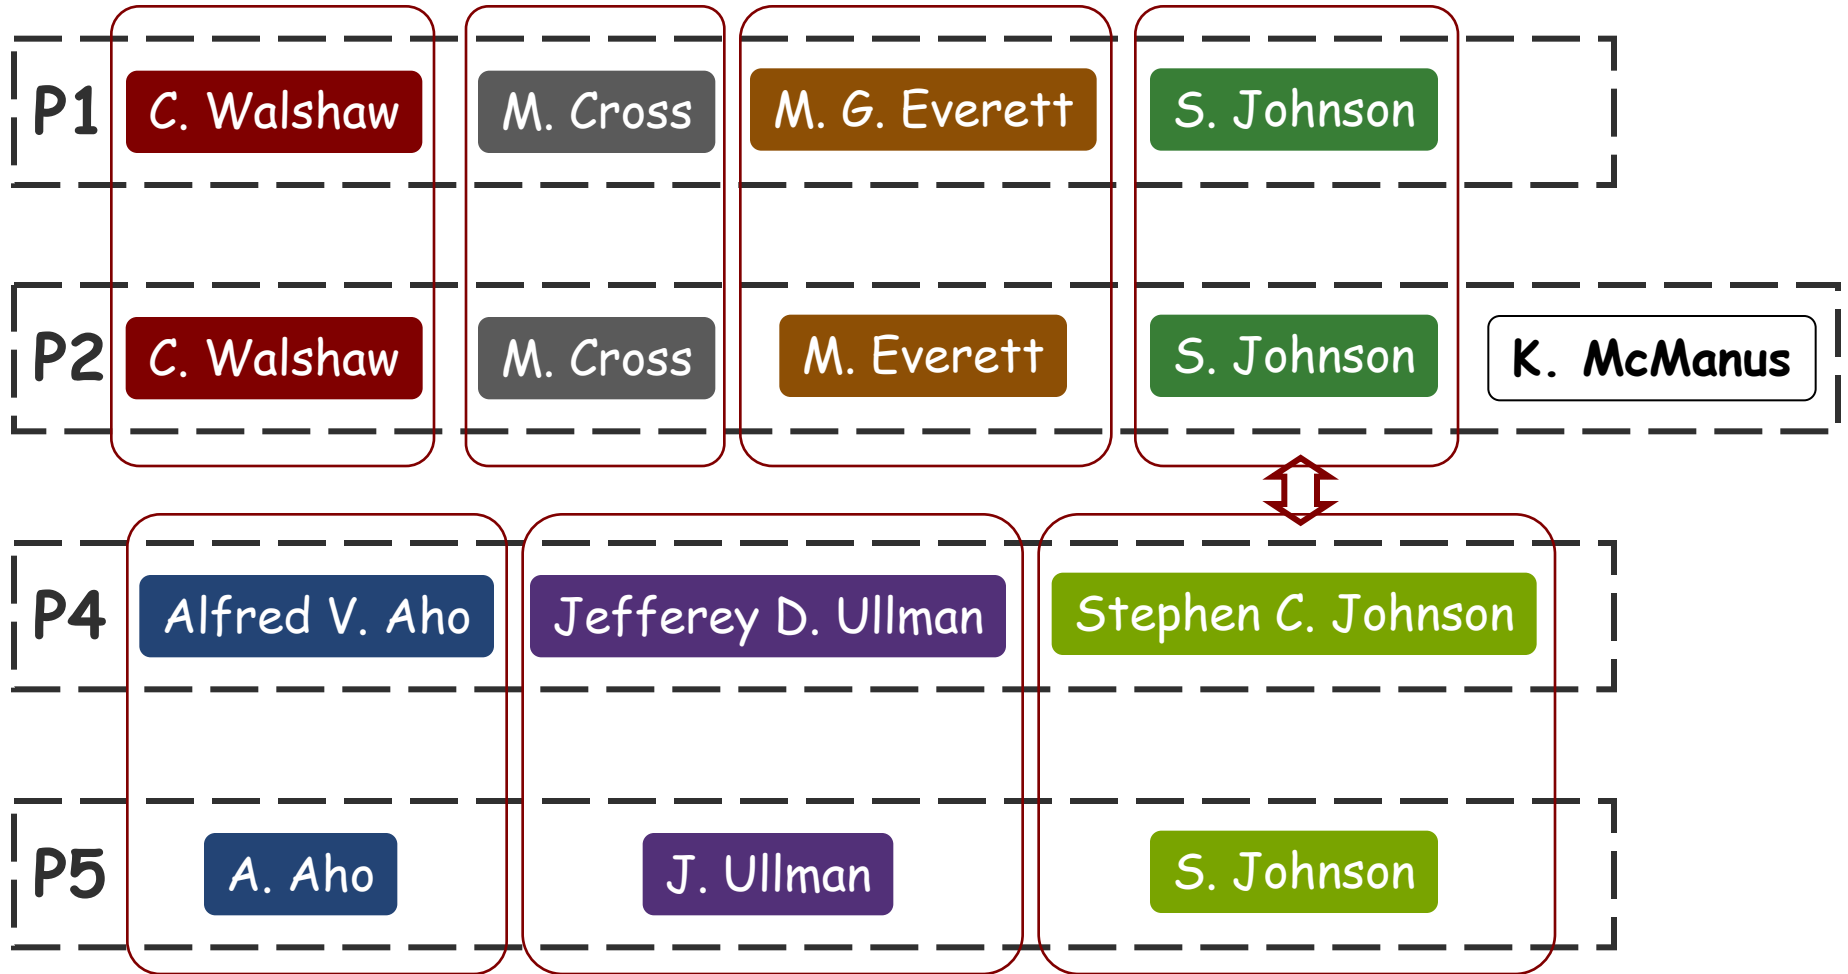 P1 C. Walshaw M. Cross M. G. Everett S. Johnson
P2 C. Walshaw M. Cross M. Everett S. Johnson K. McManus
P4 Alfred V. Aho Jefferey D. Ullman Stephen C. Johnson
P5 A. Aho J. Ullman S. Johnson